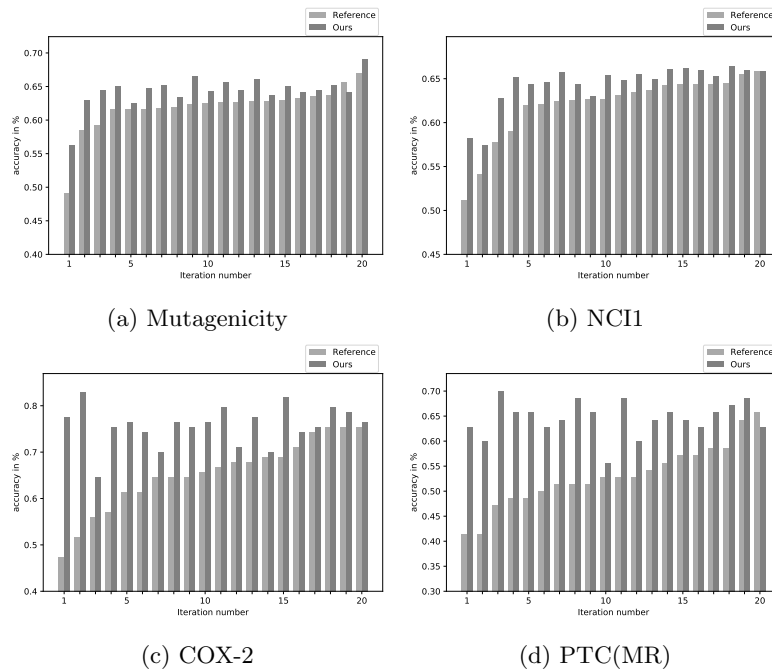 Reference
Ours
0.70
0.65
0.60
0.55
0.50
0.45
0.40
accuracy in %
1
5
10
15
20
Iteration number
(a) Mutagenicity
Reference
Ours
0.65
0.60
0.55
0.50
0.45
accuracy in %
1
5
10
15
20
Iteration number
(b) NCI1
Reference
Ours
0.8
0.7
0.6
0.5
0.4
accuracy in %
1
5
10
15
20
Iteration number
(c) COX-2
Reference
Ours
0.70
0.65
0.60
0.55
0.50
0.45
0.40
0.35
0.30
accuracy in %
1
5
10
15
20
Iteration number
(d) PTC(MR)